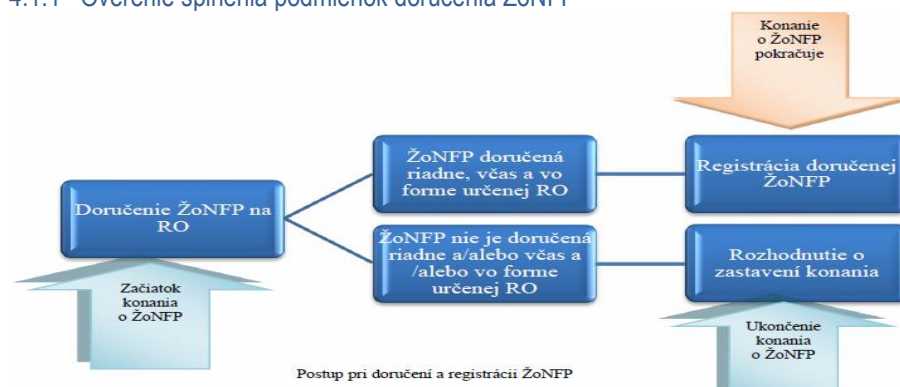 4.1.1 Overenie splnenia podmienok doručenia ŽoNFP
Konanie
o ŽoNFP
pokračuje
ŽoNFP doručená
riadne, včas a vo
forme určenej RO
Registrácia doručenej
ŽoNFP
Doručenie ŽoNFP na
RO
ŽoNFP nie je doručená
riadne a/alebo včas a
/alebo vo forme
určenej RO
Rozhodnutie o
zastavení konania
Začiatok
konania
o ŽoNFP
Ukončenie
konania
o ŽoNFP
Postup pri doručení a registrácii ŽoNFP